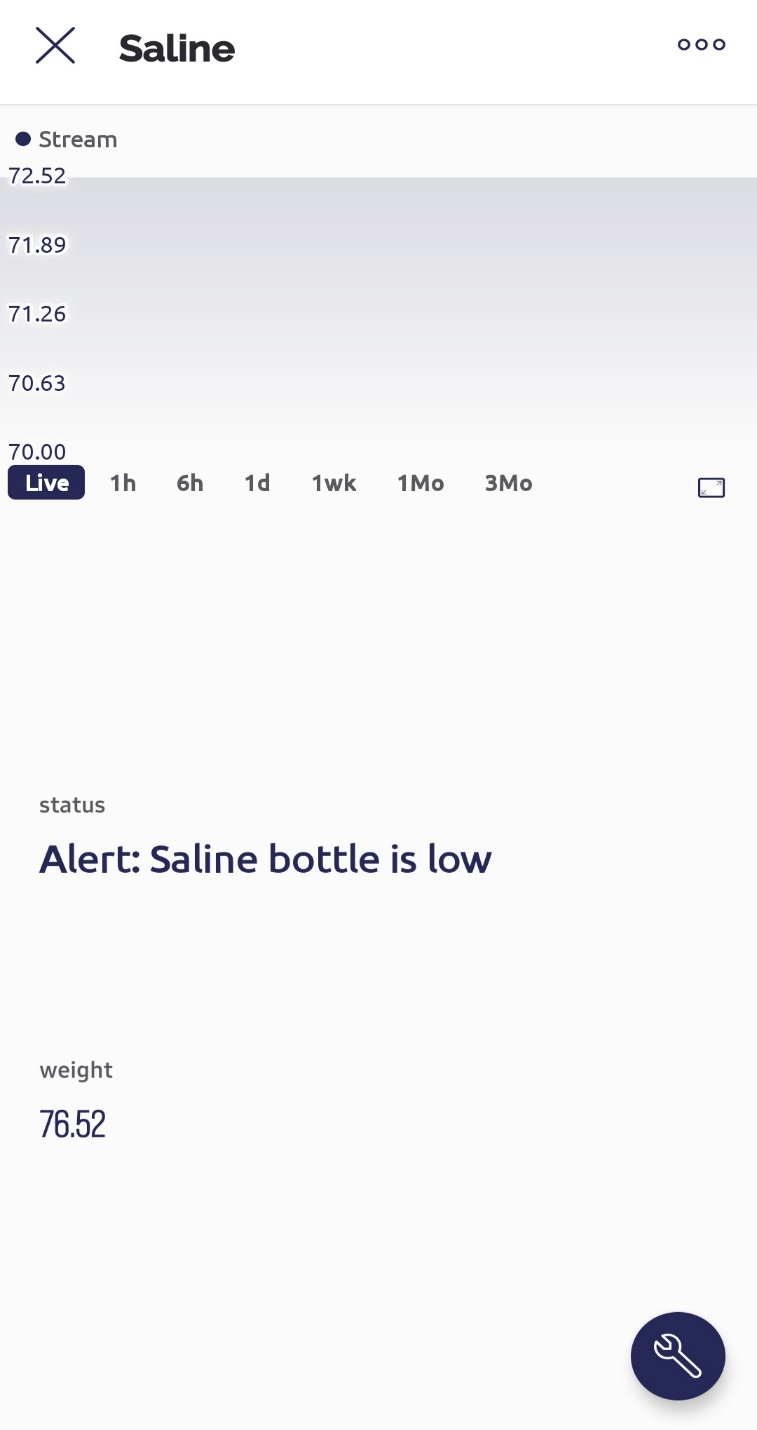 Saline
Stream
72.52
71.89
71.26
70.63
70.00
Live 1h 6h 1d 1wk 1Mo 3Mo
status
Alert: Saline bottle is low
weight
76.52